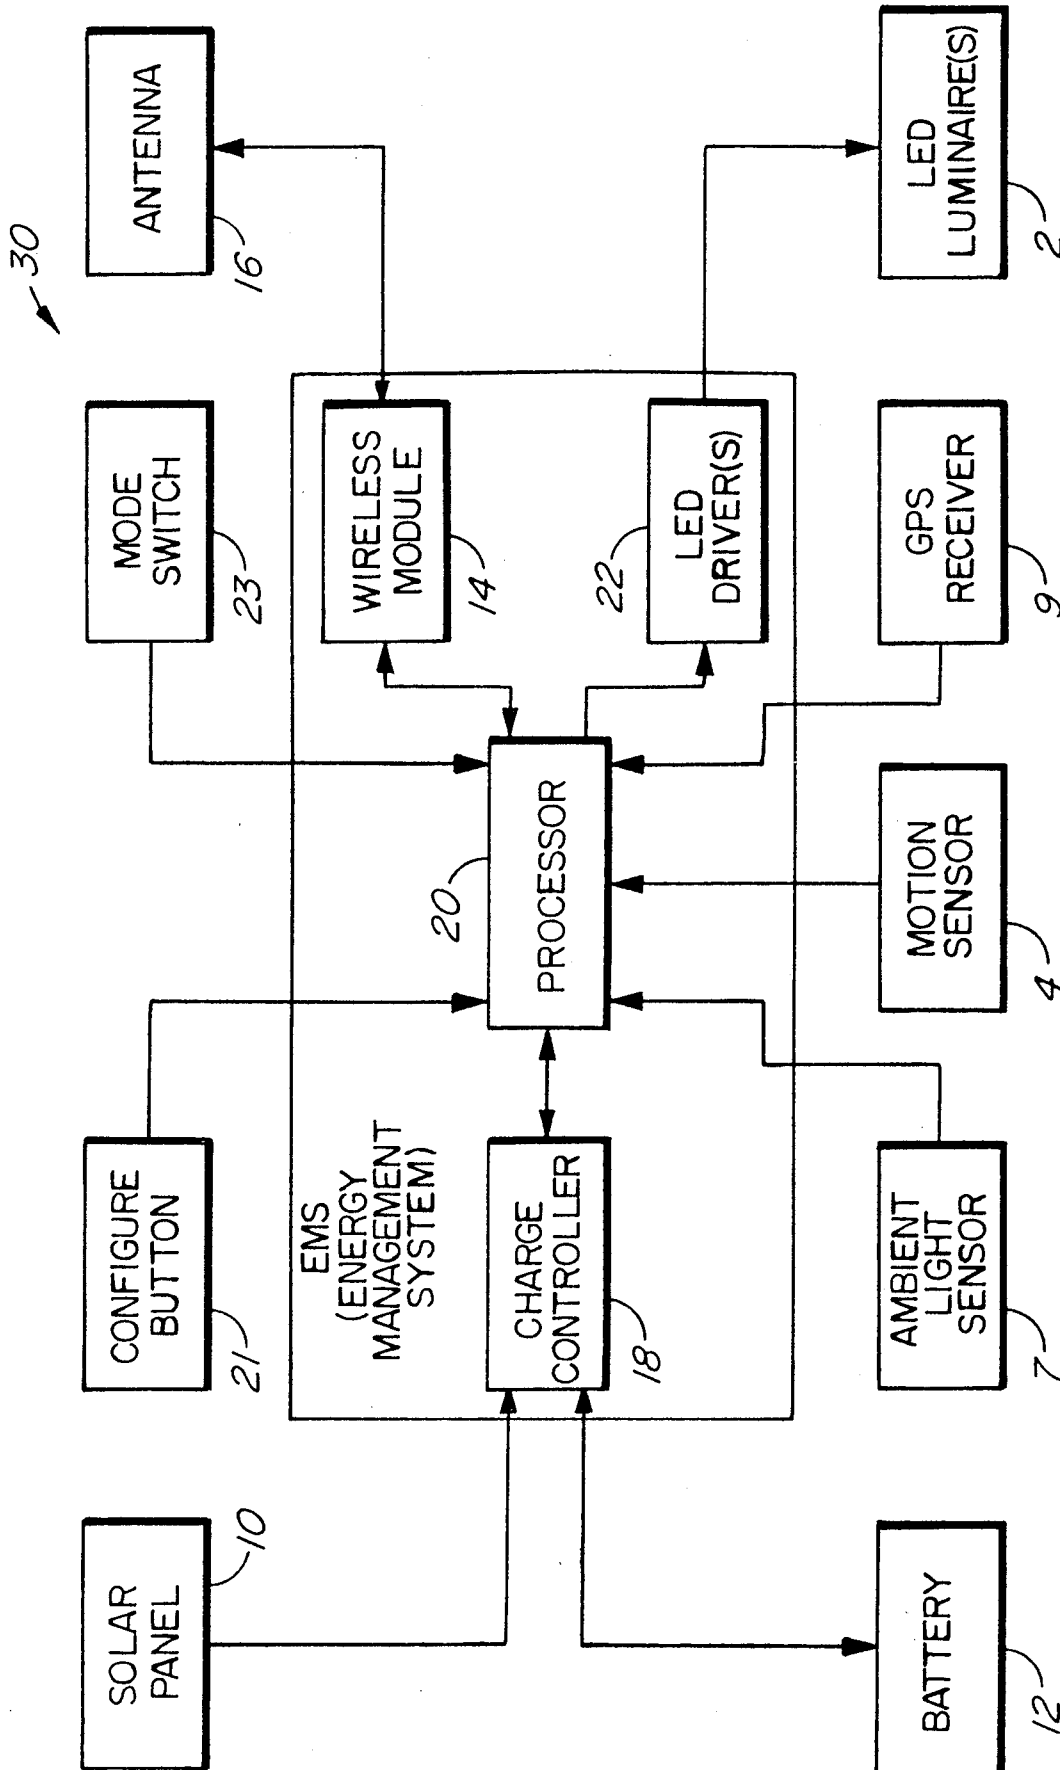 30
SOLAR
PANEL
10
CONFIGURE
BUTTON
21
MODE
SWITCH
23
ANTENNA
16
EMS
(ENERGY
MANAGEMENT
SYSTEM)
CHARGE
CONTROLLER
18
PROCESSOR
20
WIRELESS
MODULE
14
LED
DRIVER(S)
22
BATTERY
12
AMBIENT
LIGHT
SENSOR
7
MOTION
SENSOR
4
GPS
RECEIVER
9
LED
LUMINAIRE(S)
2